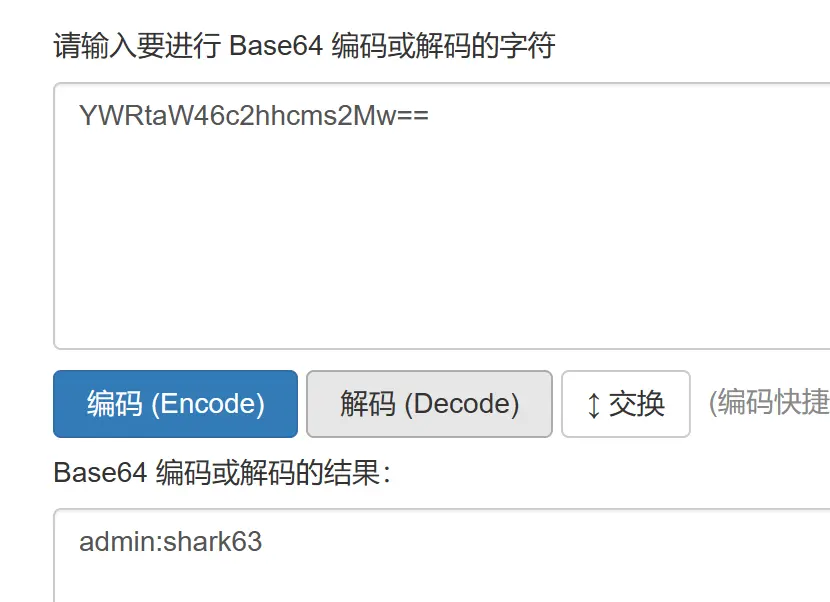 请输入要进行 Base64 编码或解码的字符
YWRtaW46c2hhcms2Mw==
编码 (Encode) 解码 (Decode) ↕交换 (编码快捷
Base64 编码或解码的结果：
admin:shark63